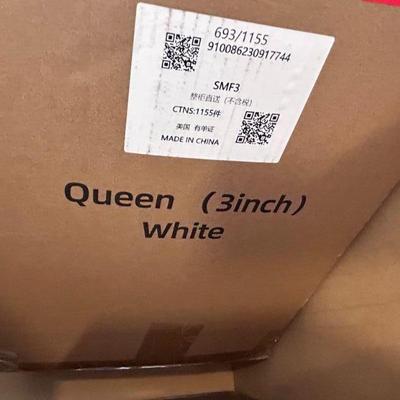 693/1155
910086230917744
SMF3
整柜直送（不含税）
CTNS:1155件
美国 有单证
MADE IN CHINA
Queen (3inch)
White